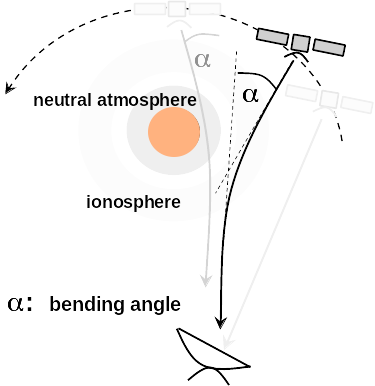 α
α
neutral atmosphere
ionosphere
α: bending angle